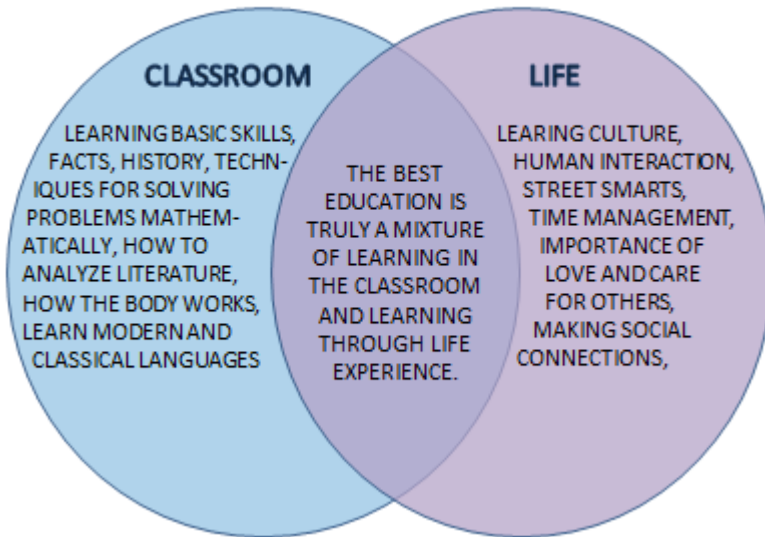 CLASSROOM
LEARNING BASIC SKILLS,
FACTS, HISTORY, TECHN-
IQUES FOR SOLVING
PROBLEMS MATHEM-
ATICALLY, HOW TO
ANALYZE LITERATURE,
HOW THE BODY WORKS,
LEARN MODERN AND
CLASSICAL LANGUAGES
THE BEST
EDUCATION IS
TRULY A MIXTURE
OF LEARNING IN
THE CLASSROOM
AND LEARNING
THROUGH LIFE
EXPERIENCE.
LIFE
LEARING CULTURE,
HUMAN INTERACTION,
STREET SMARTS,
TIME MANAGEMENT,
IMPORTANCE OF
LOVE AND CARE
FOR OTHERS,
MAKING SOCIAL
CONNECTIONS,